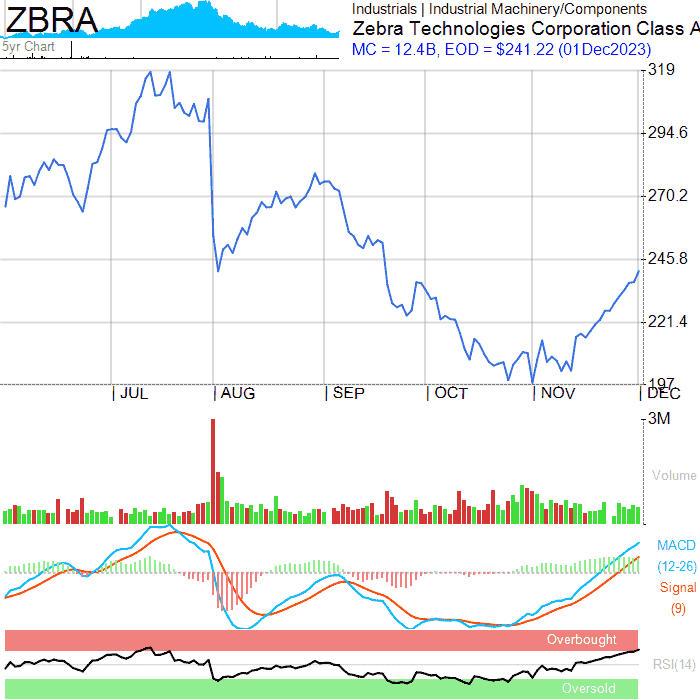 ZBRA
5yr Chart
Industrials | Industrial Machinery/Components
Zebra Technologies Corporation Class A
MC = 12.4B, EOD = $241.22 (01Dec2023)
319
294.6
270.2
245.8
221.4
197
JUL
AUG
SEP
OCT
NOV
DEC
3M
Volume
MACD
(12-26)
Signal
(9)
Overbought
RSI(14)
Oversold